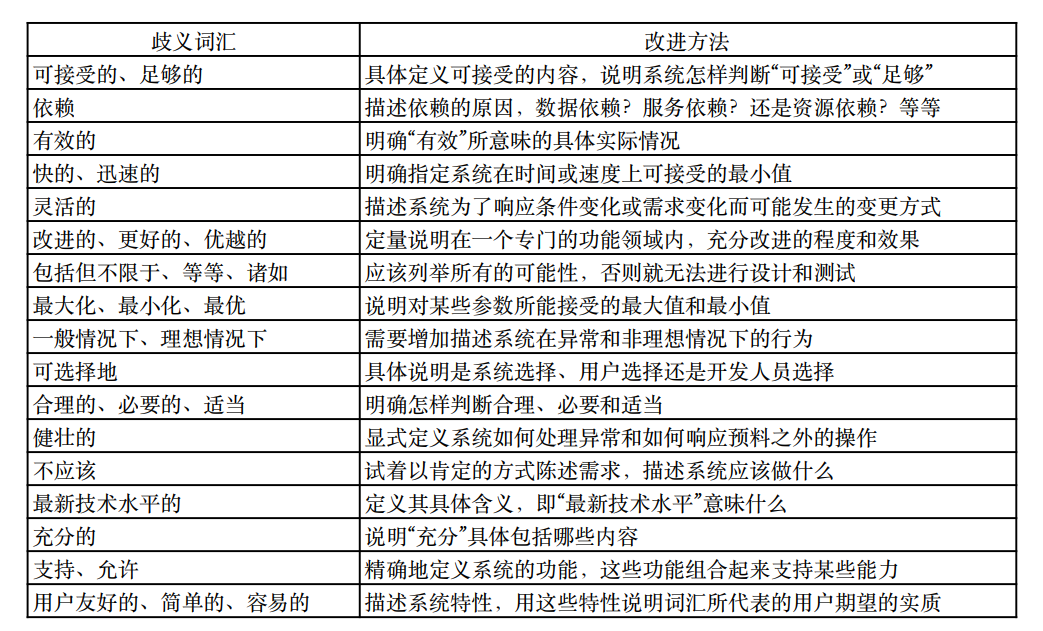 歧义词汇 改进方法
可接受的、足够的 具体定义可接受的内容，说明系统怎样判断“可接受”或“足够”
依赖 描述依赖的原因，数据依赖？服务依赖？还是资源依赖？等等
有效的 明确“有效”所意味的具体实际情况
快的、迅速的 明确指定系统在时间或速度上可接受的最小值
灵活的 描述系统为了响应条件变化或需求变化而可能发生的变更方式
改进的、更好的、优越的 定量说明在一个专门的功能领域内，充分改进的程度和效果
包括但不限于、等等、诸如 应该列举所有的可能性，否则就无法进行设计和测试
最大化、最小化、最优 说明对某些参数所能接受的最大值和最小值
一般情况下、理想情况下 需要增加描述系统在异常和非理想情况下的行为
可选择地 具体说明是系统选择、用户选择还是开发人员选择
合理的、必要的、适当 明确怎样判断合理、必要和适当
健壮的 显式定义系统如何处理异常和如何响应预料之外的操作
不应该 试着以肯定的方式陈述需求，描述系统应该做什么
最新技术水平的 定义其具体含义，即“最新技术水平”意味什么
充分的 说明“充分”具体包括哪些内容
支持、允许 精确地定义系统的功能，这些功能组合起来支持某些能力
用户友好的、简单的、容易的 描述系统特性，用这些特性说明词汇所代表的用户期望的实质